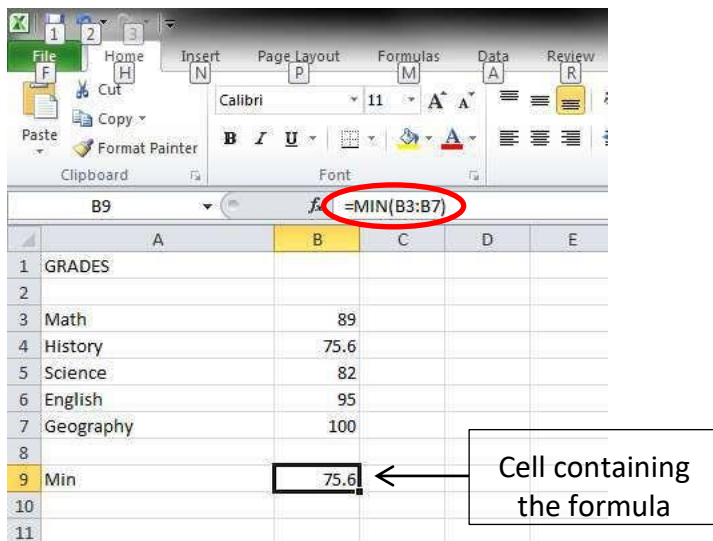 1 2 3
File Home Insert Page Layout Formulas Data Review
F H N P M A R
Cut
Copy
Paste
Format Painter
Calibri 11 A A
B I U A
Clipboard Font
B9 fx =MIN(B3:B7)
A B C D E
1 GRADES
2
3 Math 89
4 History 75.6
5 Science 82
6 English 95
7 Geography 100
8
9 Min 75.6
10
11
Cell containing
the formula